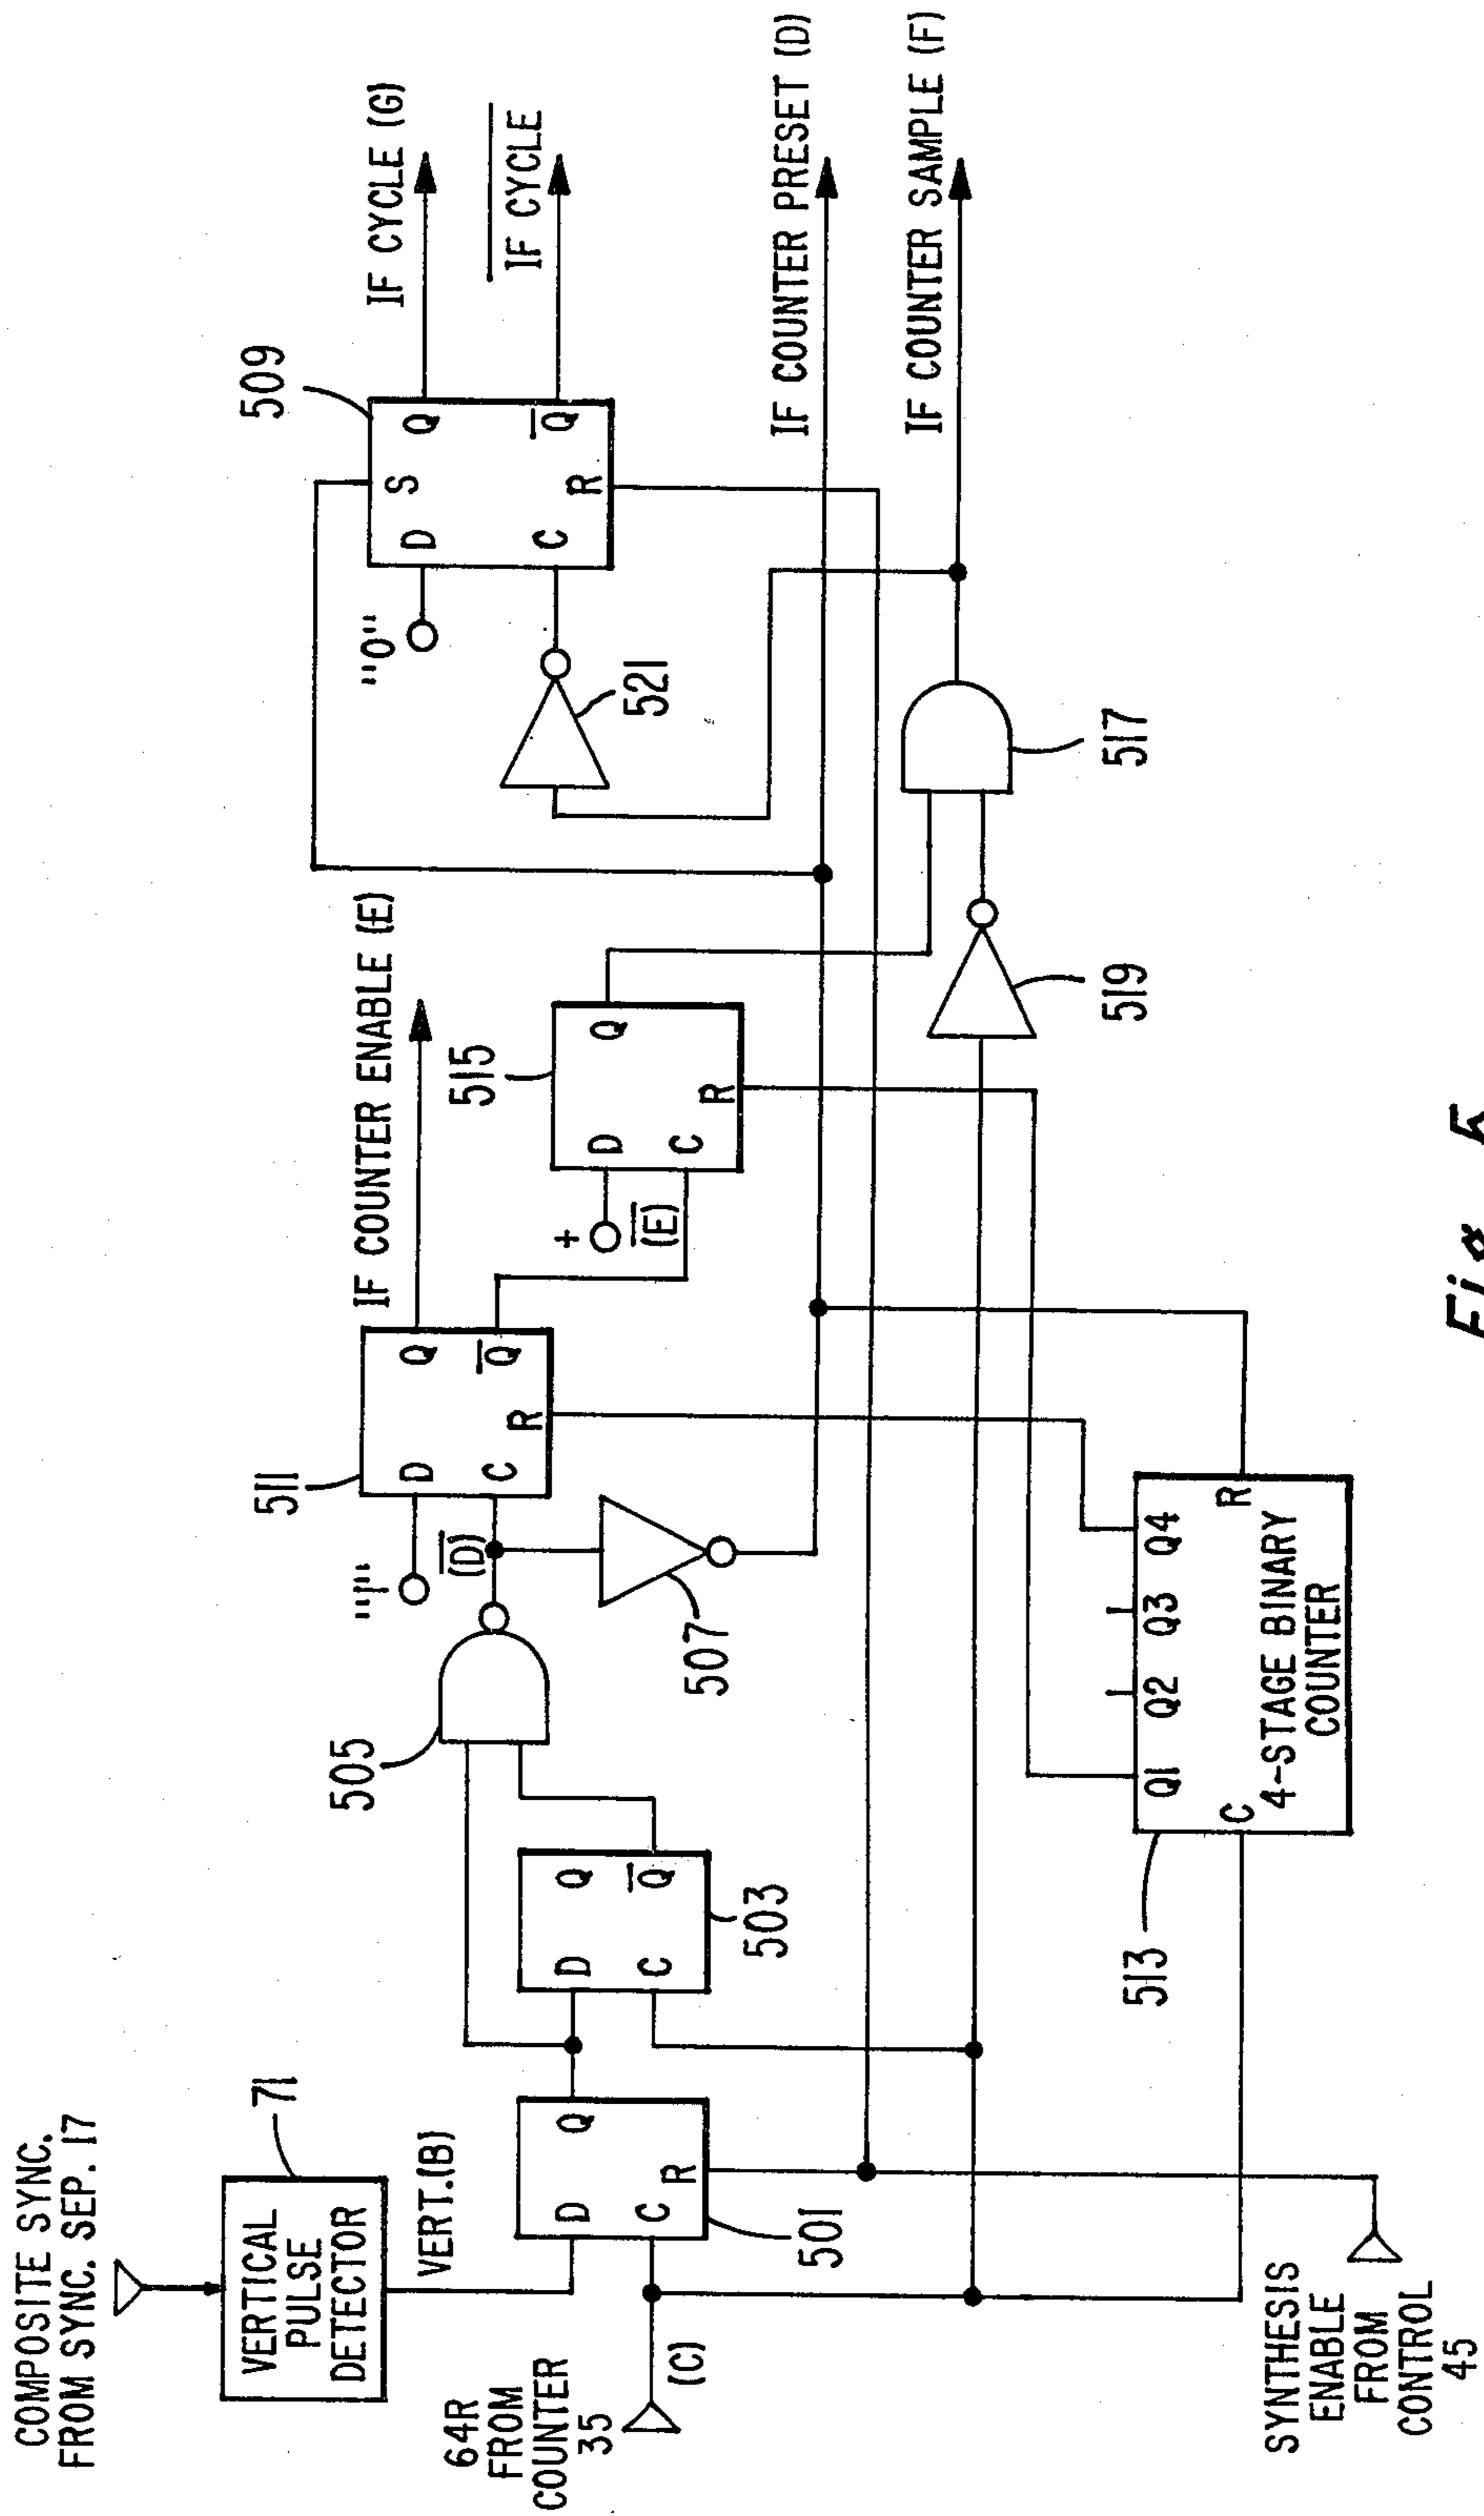 COMPOSITE SYNC.
FROM SYNC. SEP. 17
71
VERTICAL
PULSE
DETECTOR
VERT.(B)
64R
FROM
COUNTER
35
(C)
D
Q
C
R
501
D
Q
C
Q
503
505
"1"
(D)
507
511
D
Q
C
Q
R
IF COUNTER ENABLE (E)
+
(E)
515
D
Q
C
R
"0"
521
509
S
D
Q
C
Q
R
IF CYCLE (G)
IF CYCLE
IF COUNTER PRESET (D)
IF COUNTER SAMPLE (F)
517
519
513
Q1 Q2 Q3 Q4
C
R
4-STAGE BINARY
COUNTER
SYNTHESIS
ENABLE
FROM
CONTROL
45
Fig. 5